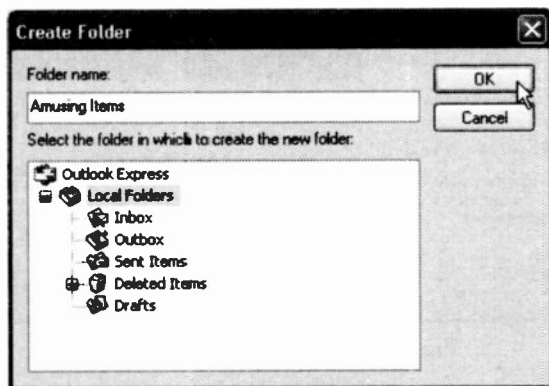 Create Folder
Folder name:
Amusing Items
OK
Cancel
Select the folder in which to create the new folder:
Outlook Express
Local Folders
Inbox
Outbox
Sent Items
Deleted Items
Drafts